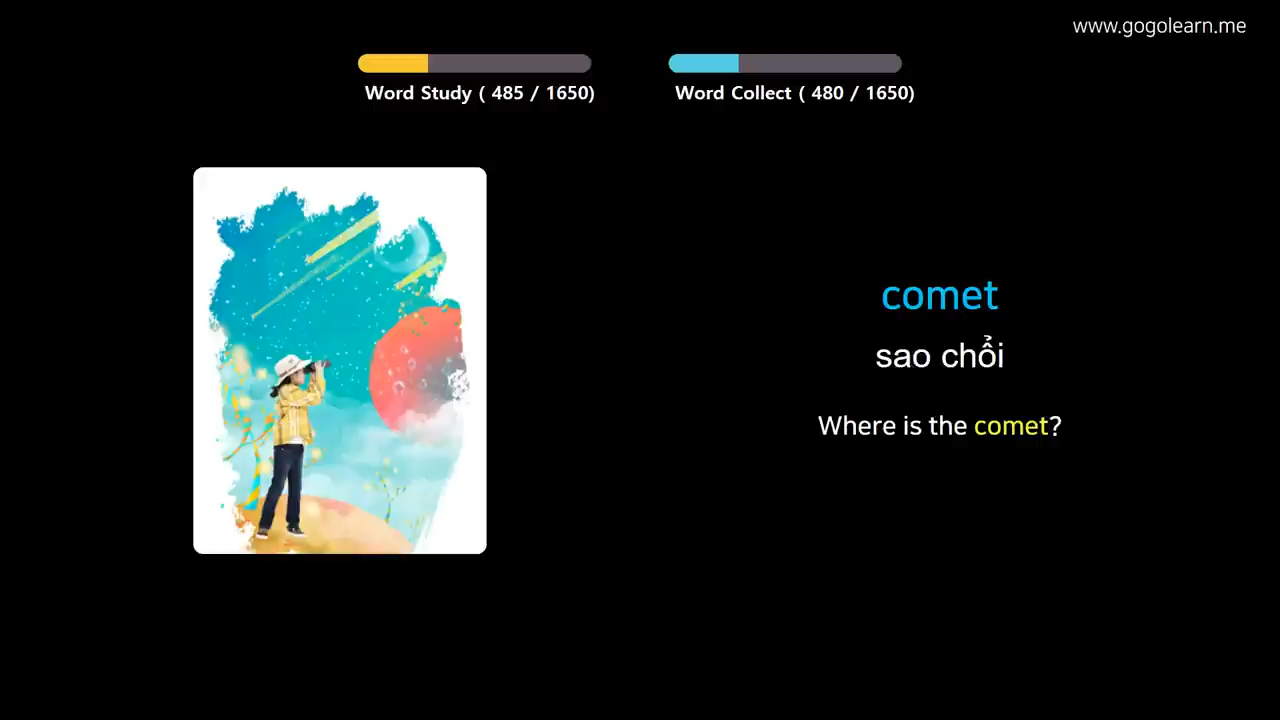 www.gogolearn.me
Word Study ( 485 / 1650)
Word Collect ( 480 / 1650)
comet
sao chổi
Where is the comet?